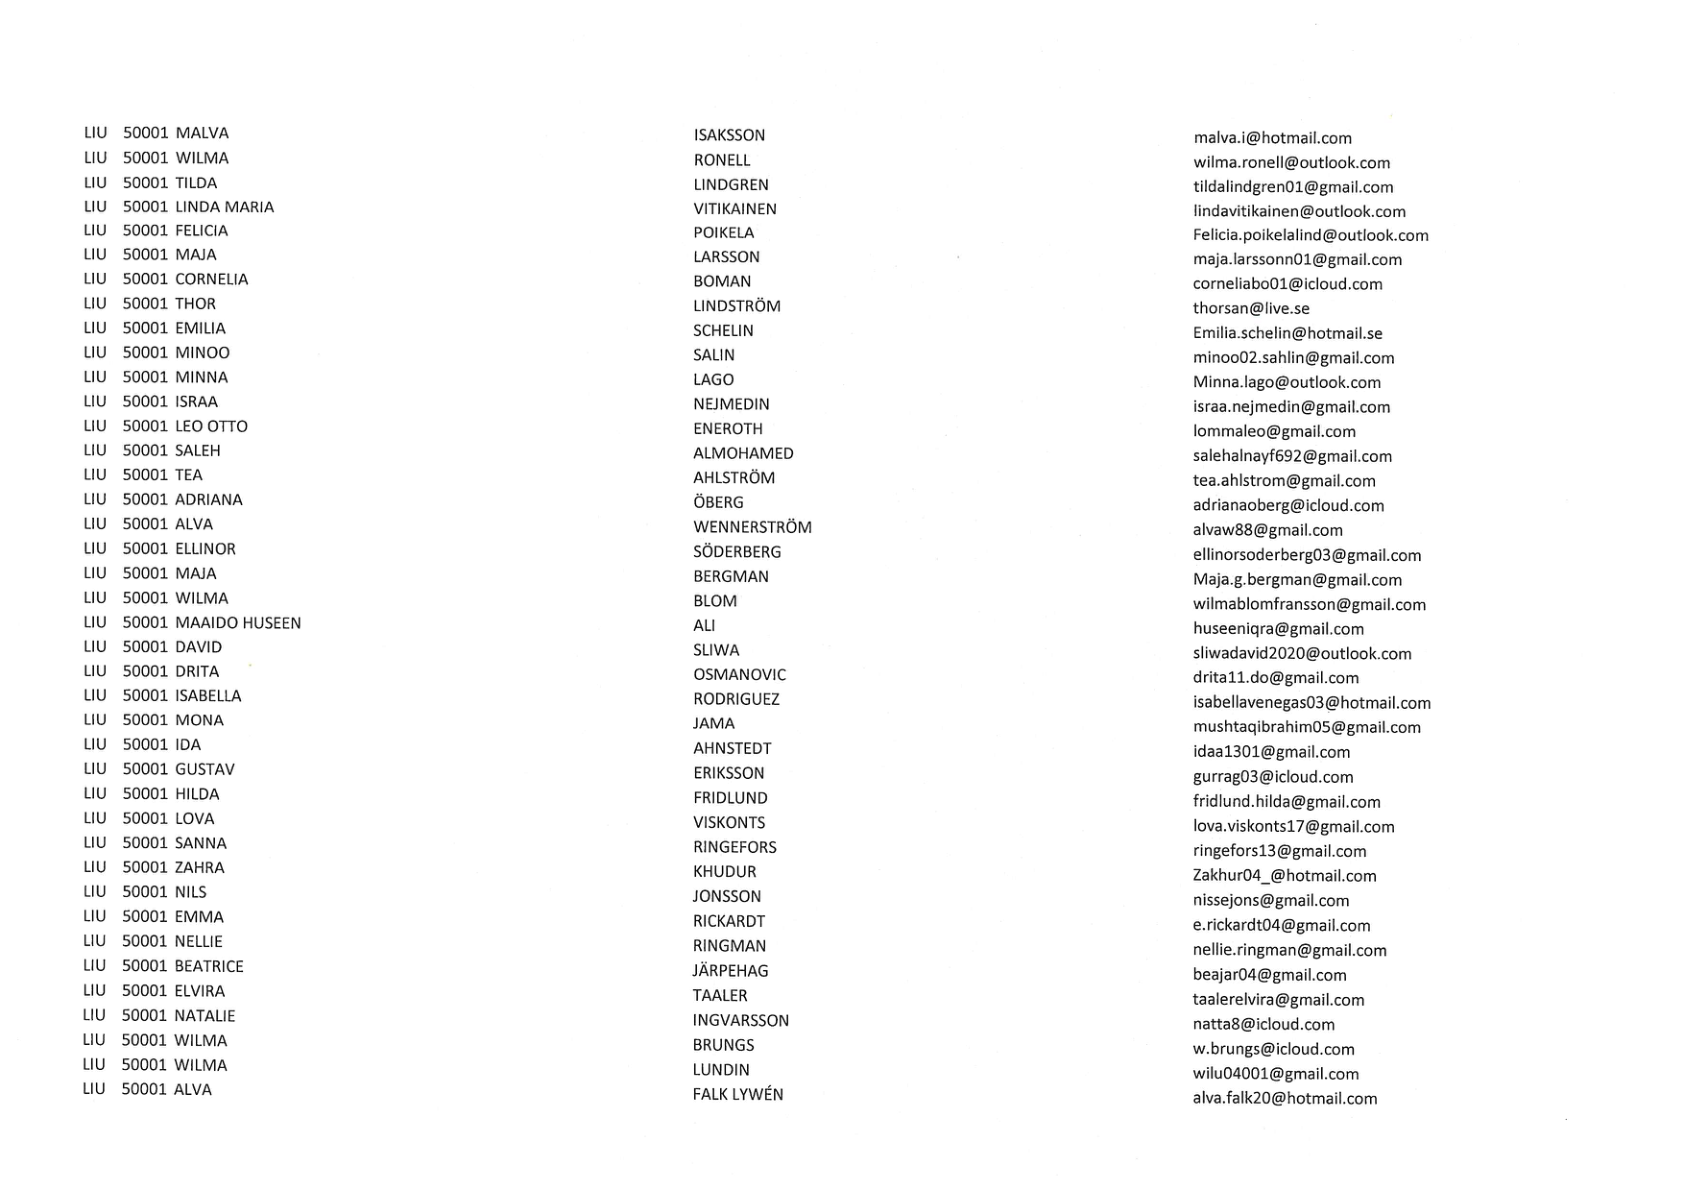 LIU 50001 MALVA ISAKSSON malva.i@hotmail.com
LIU 50001 WILMA RONELL wilma.ronell@outlook.com
LIU 50001 TILDA LINDGREN tildalindgren01@gmail.com
LIU 50001 LINDA MARIA VITIKAINEN lindavitikainen@outlook.com
LIU 50001 FELICIA POIKELA Felicia.poikelalind@outlook.com
LIU 50001 MAJA LARSSON maja.larssonn01@gmail.com
LIU 50001 CORNELIA BOMAN corneliabo01@icloud.com
LIU 50001 THOR LINDSTRÖM thorsan@live.se
LIU 50001 EMILIA SCHELIN Emilia.schelin@hotmail.se
LIU 50001 MINOO SALIN minoo02.sahlin@gmail.com
LIU 50001 MINNA LAGO Minna.lago@outlook.com
LIU 50001 ISRAA NEJMEDIN israa.nejmedin@gmail.com
LIU 50001 LEO OTTO ENEROTH lommaleo@gmail.com
LIU 50001 SALEH ALMOHAMED salehalnayf692@gmail.com
LIU 50001 TEA AHLSTRÖM tea.ahlstrom@gmail.com
LIU 50001 ADRIANA ÖBERG adrianaoberg@icloud.com
LIU 50001 ALVA WENNERSTRÖM alvaw88@gmail.com
LIU 50001 ELLINOR SÖDERBERG ellinorsoderberg03@gmail.com
LIU 50001 MAJA BERGMAN Maja.g.bergman@gmail.com
LIU 50001 WILMA BLOM wilmablomfransson@gmail.com
LIU 50001 MAAIDO HUSEEN ALI huseeniqra@gmail.com
LIU 50001 DAVID SLIWA sliwadavid2020@outlook.com
LIU 50001 DRITA OSMANOVIC drita11.do@gmail.com
LIU 50001 ISABELLA RODRIGUEZ isabellavenegas03@hotmail.com
LIU 50001 MONA JAMA mushtaqibrahim05@gmail.com
LIU 50001 IDA AHNSTEDT idaa1301@gmail.com
LIU 50001 GUSTAV ERIKSSON gurrag03@icloud.com
LIU 50001 HILDA FRIDLUND fridlund.hilda@gmail.com
LIU 50001 LOVA VISKONTS lova.viskonts17@gmail.com
LIU 50001 SANNA RINGEFORS ringefors13@gmail.com
LIU 50001 ZAHRA KHUDUR Zakhur04_@hotmail.com
LIU 50001 NILS JONSSON nissejons@gmail.com
LIU 50001 EMMA RICKARDT e.rickardt04@gmail.com
LIU 50001 NELLIE RINGMAN nellie.ringman@gmail.com
LIU 50001 BEATRICE JÄRPEHAG beajar04@gmail.com
LIU 50001 ELVIRA TAALER taalerelvira@gmail.com
LIU 50001 NATALIE INGVARSSON natta8@icloud.com
LIU 50001 WILMA BRUNGS w.brungs@icloud.com
LIU 50001 WILMA LUNDIN wilu04001@gmail.com
LIU 50001 ALVA FALK LYWÉN alva.falk20@hotmail.com